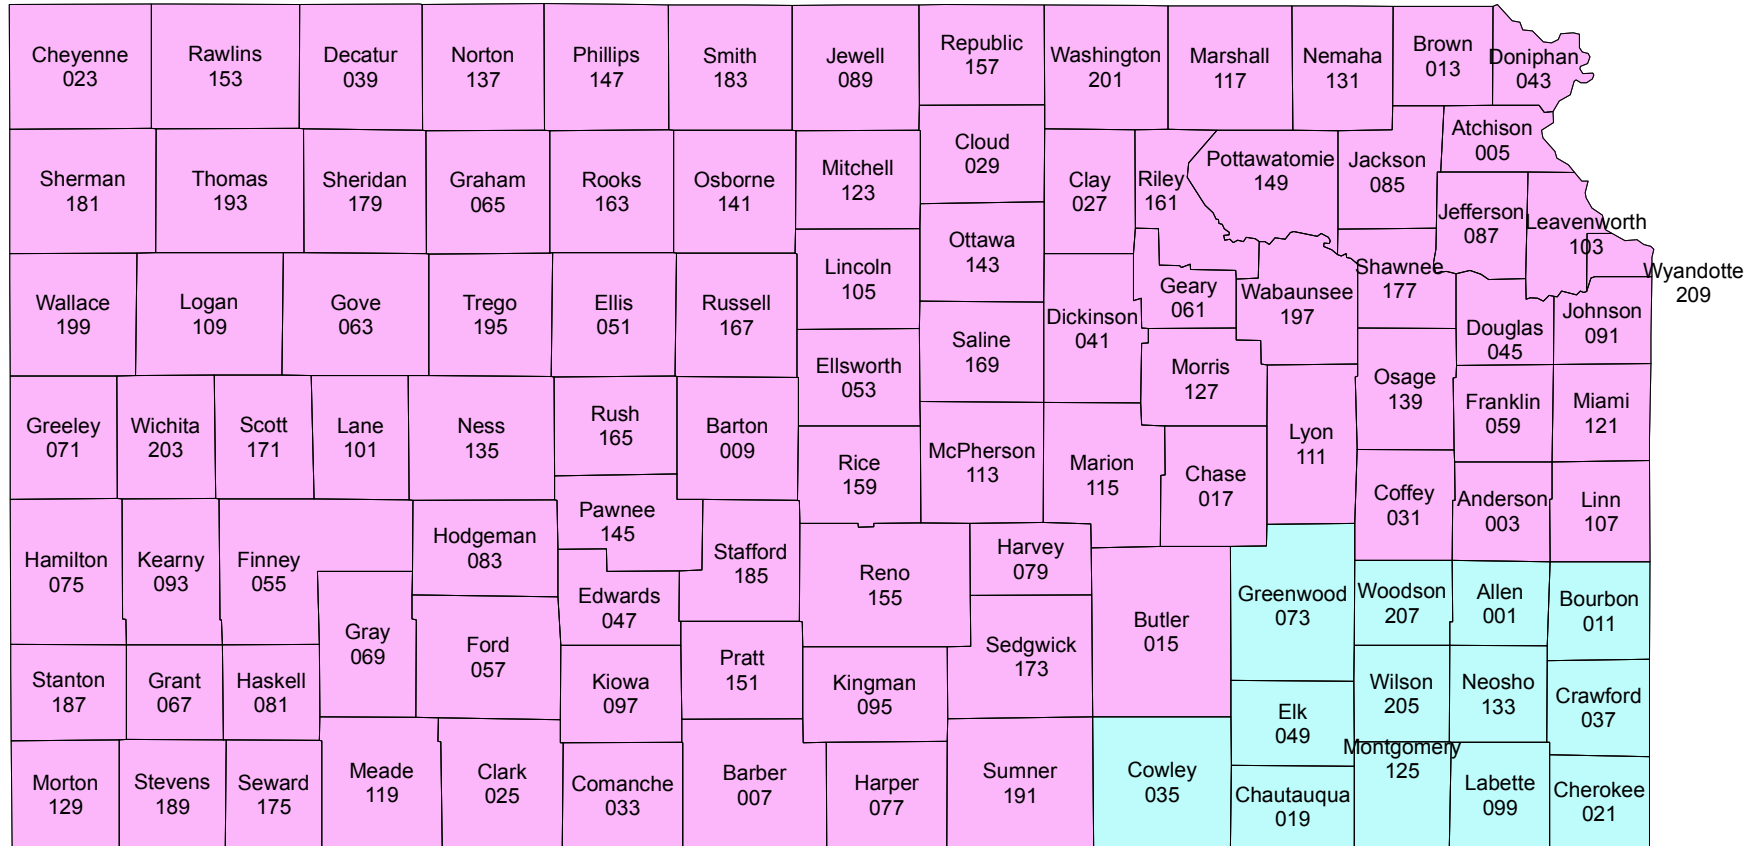 Cheyenne
023
Rawlins
153
Decatur
039
Norton
137
Phillips
147
Smith
183
Jewell
089
Republic
157
Washington
201
Marshall
117
Nemaha
131
Brown
013
Doniphan
043
Sherman
181
Thomas
193
Sheridan
179
Graham
065
Rooks
163
Osborne
141
Mitchell
123
Cloud
029
Clay
027
Riley
161
Pottawatomie
149
Jackson
085
Atchison
005
Jefferson
087
Leavenworth
103
Wyandotte
209
Wallace
199
Logan
109
Gove
063
Trego
195
Ellis
051
Russell
167
Lincoln
105
Ottawa
143
Dickinson
041
Geary
061
Wabaunsee
197
Shawnee
177
Douglas
045
Johnson
091
Ellsworth
053
Saline
169
Morris
127
Osage
139
Franklin
059
Miami
121
Greeley
071
Wichita
203
Scott
171
Lane
101
Ness
135
Rush
165
Barton
009
Rice
159
McPherson
113
Marion
115
Chase
017
Lyon
111
Coffey
031
Anderson
003
Linn
107
Hamilton
075
Kearny
093
Finney
055
Hodgeman
083
Pawnee
145
Stafford
185
Reno
155
Harvey
079
Edwards
047
Gray
069
Ford
057
Butler
015
Greenwood
073
Woodson
207
Allen
001
Bourbon
011
Stanton
187
Grant
067
Haskell
081
Kiowa
097
Pratt
151
Kingman
095
Sedgwick
173
Elk
049
Wilson
205
Neosho
133
Crawford
037
Morton
129
Stevens
189
Seward
175
Meade
119
Clark
025
Comanche
033
Barber
007
Harper
077
Sumner
191
Cowley
035
Chautauqua
019
Montgomery
125
Labette
099
Cherokee
021